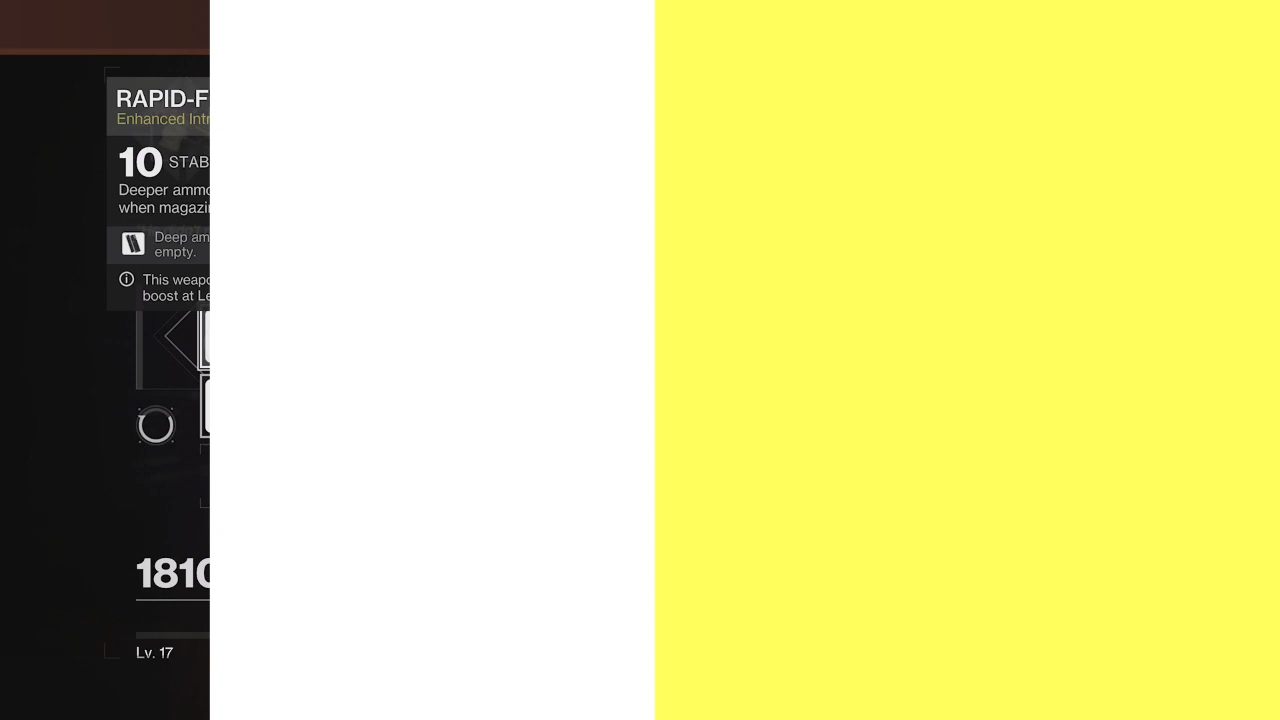 RAPID-F
Enhanced Intr
10 STAB
Deeper ammo
when magazin
Deep am
empty.
This weapo
boost at Le
1810
Lv. 17